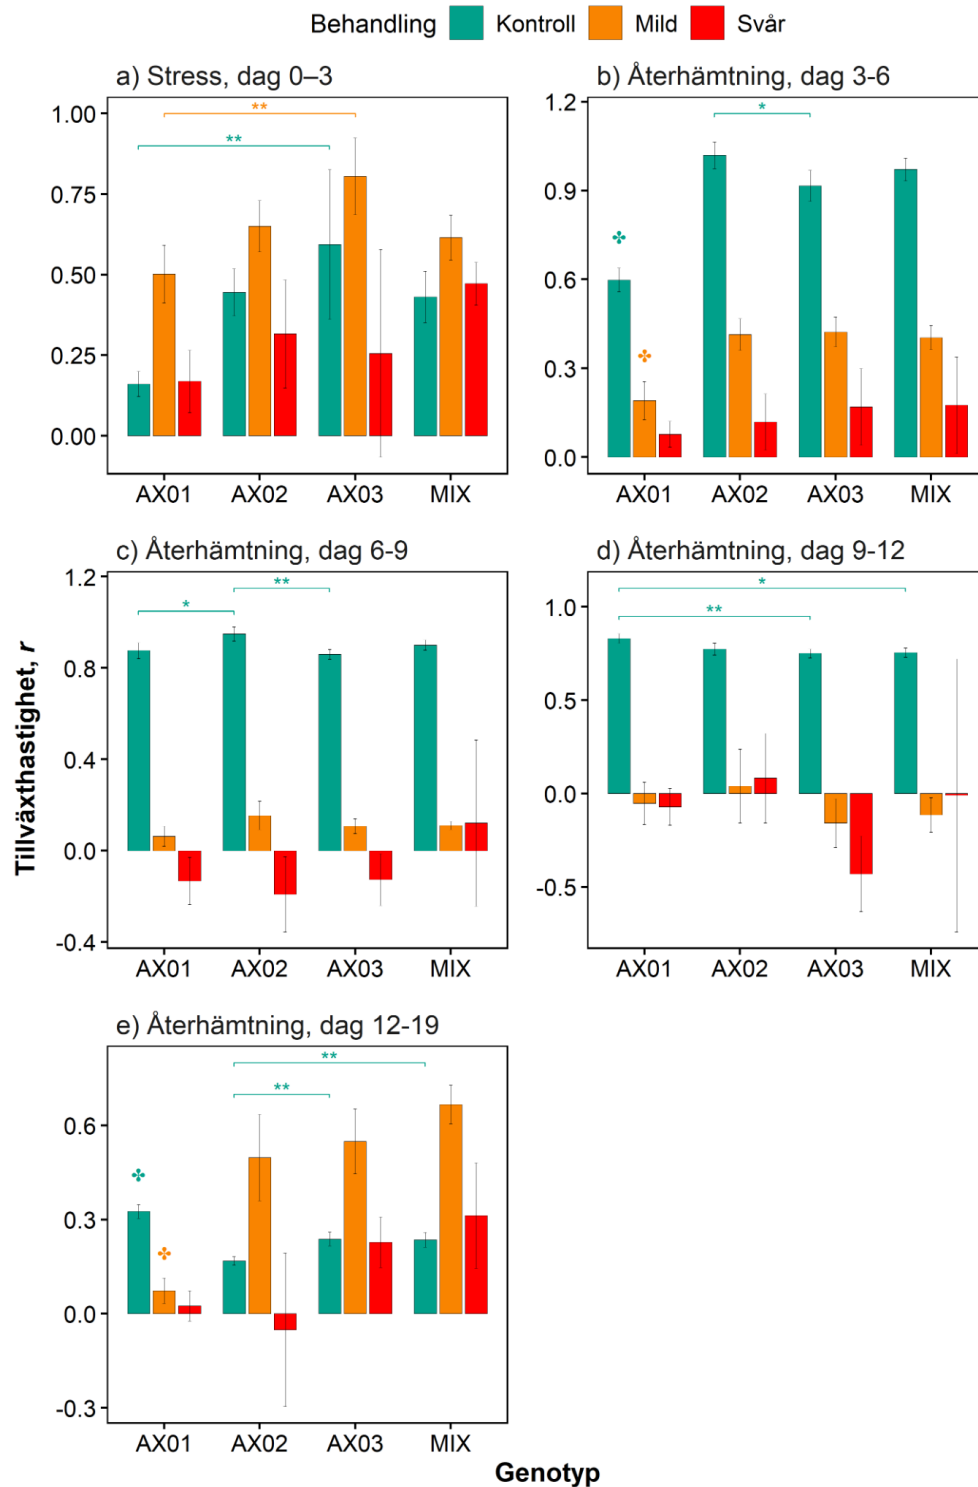 Behandling Kontroll Mild Svår
a) Stress, dag 0–3
1.00
0.75
0.50
0.25
0.00
**
**
AX01 AX02 AX03 MIX
b) Återhämtning, dag 3-6
1.2
0.9
0.6
0.3
0.0
*
AX01 AX02 AX03 MIX
c) Återhämtning, dag 6-9
1.2
0.8
0.4
0.0
-0.4
**
*
AX01 AX02 AX03 MIX
d) Återhämtning, dag 9-12
1.0
0.5
0.0
-0.5
*
**
AX01 AX02 AX03 MIX
e) Återhämtning, dag 12-19
0.6
0.3
0.0
-0.3
**
**
AX01 AX02 AX03 MIX
Tillväxthastighet, r
Genotyp